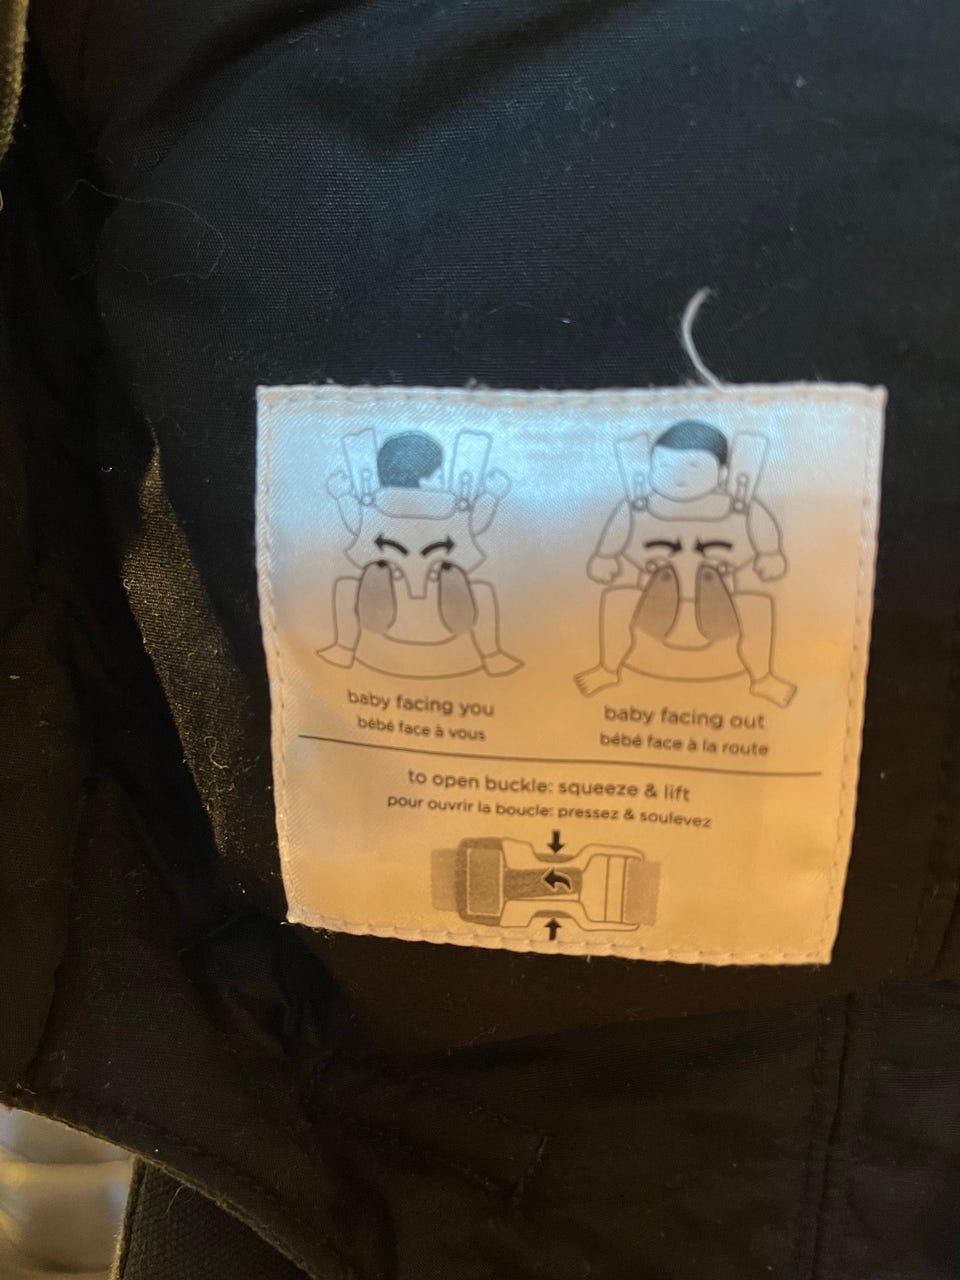 baby facing you
bébé face à vous
baby facing out
bébé face à la route
to open buckle: squeeze & lift
pour ouvrir la boucle: pressez & soulevez